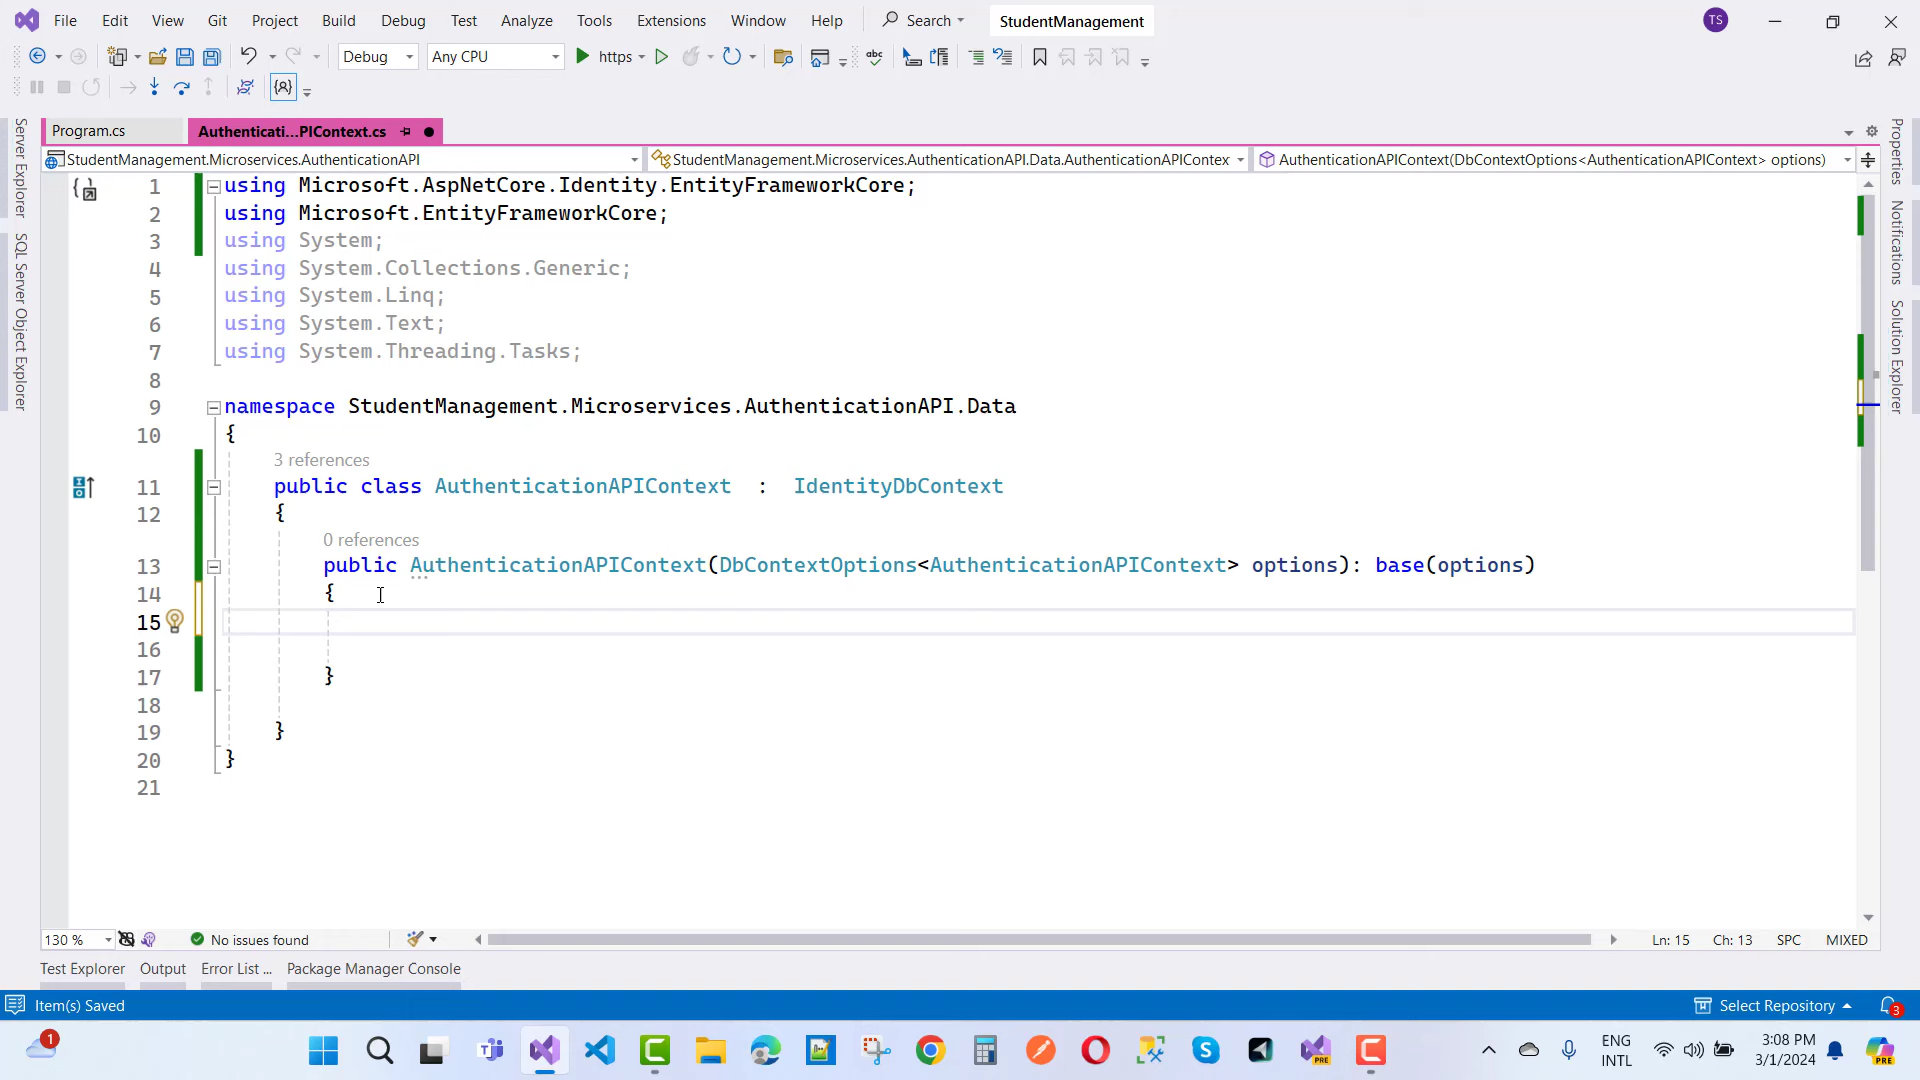 File Edit View Git Project Build Debug Test Analyze Tools Extensions Window Help Search StudentManagement TS
Debug Any CPU https
Program.cs Authenticati...PIContext.cs
StudentManagement.Microservices.AuthenticationAPI StudentManagement.Microservices.AuthenticationAPI.Data.AuthenticationAPIContex AuthenticationAPIContext(DbContextOptions<AuthenticationAPIContext> options)
Server Explorer
SQL Server Object Explorer
Properties
Notifications
Solution Explorer
1 using Microsoft.AspNetCore.Identity.EntityFrameworkCore;
2 using Microsoft.EntityFrameworkCore;
3 using System;
4 using System.Collections.Generic;
5 using System.Linq;
6 using System.Text;
7 using System.Threading.Tasks;
8
9 namespace StudentManagement.Microservices.AuthenticationAPI.Data
10 {
3 references
11 public class AuthenticationAPIContext : IdentityDbContext
12 {
0 references
13 public AuthenticationAPIContext(DbContextOptions<AuthenticationAPIContext> options): base(options)
14 {
15
16
17 }
18
19 }
20 }
21
130 % No issues found Ln: 15 Ch: 13 SPC MIXED
Test Explorer Output Error List ... Package Manager Console
Item(s) Saved Select Repository 3
1 PRE ENG INTL 3:08 PM 3/1/2024 PRE